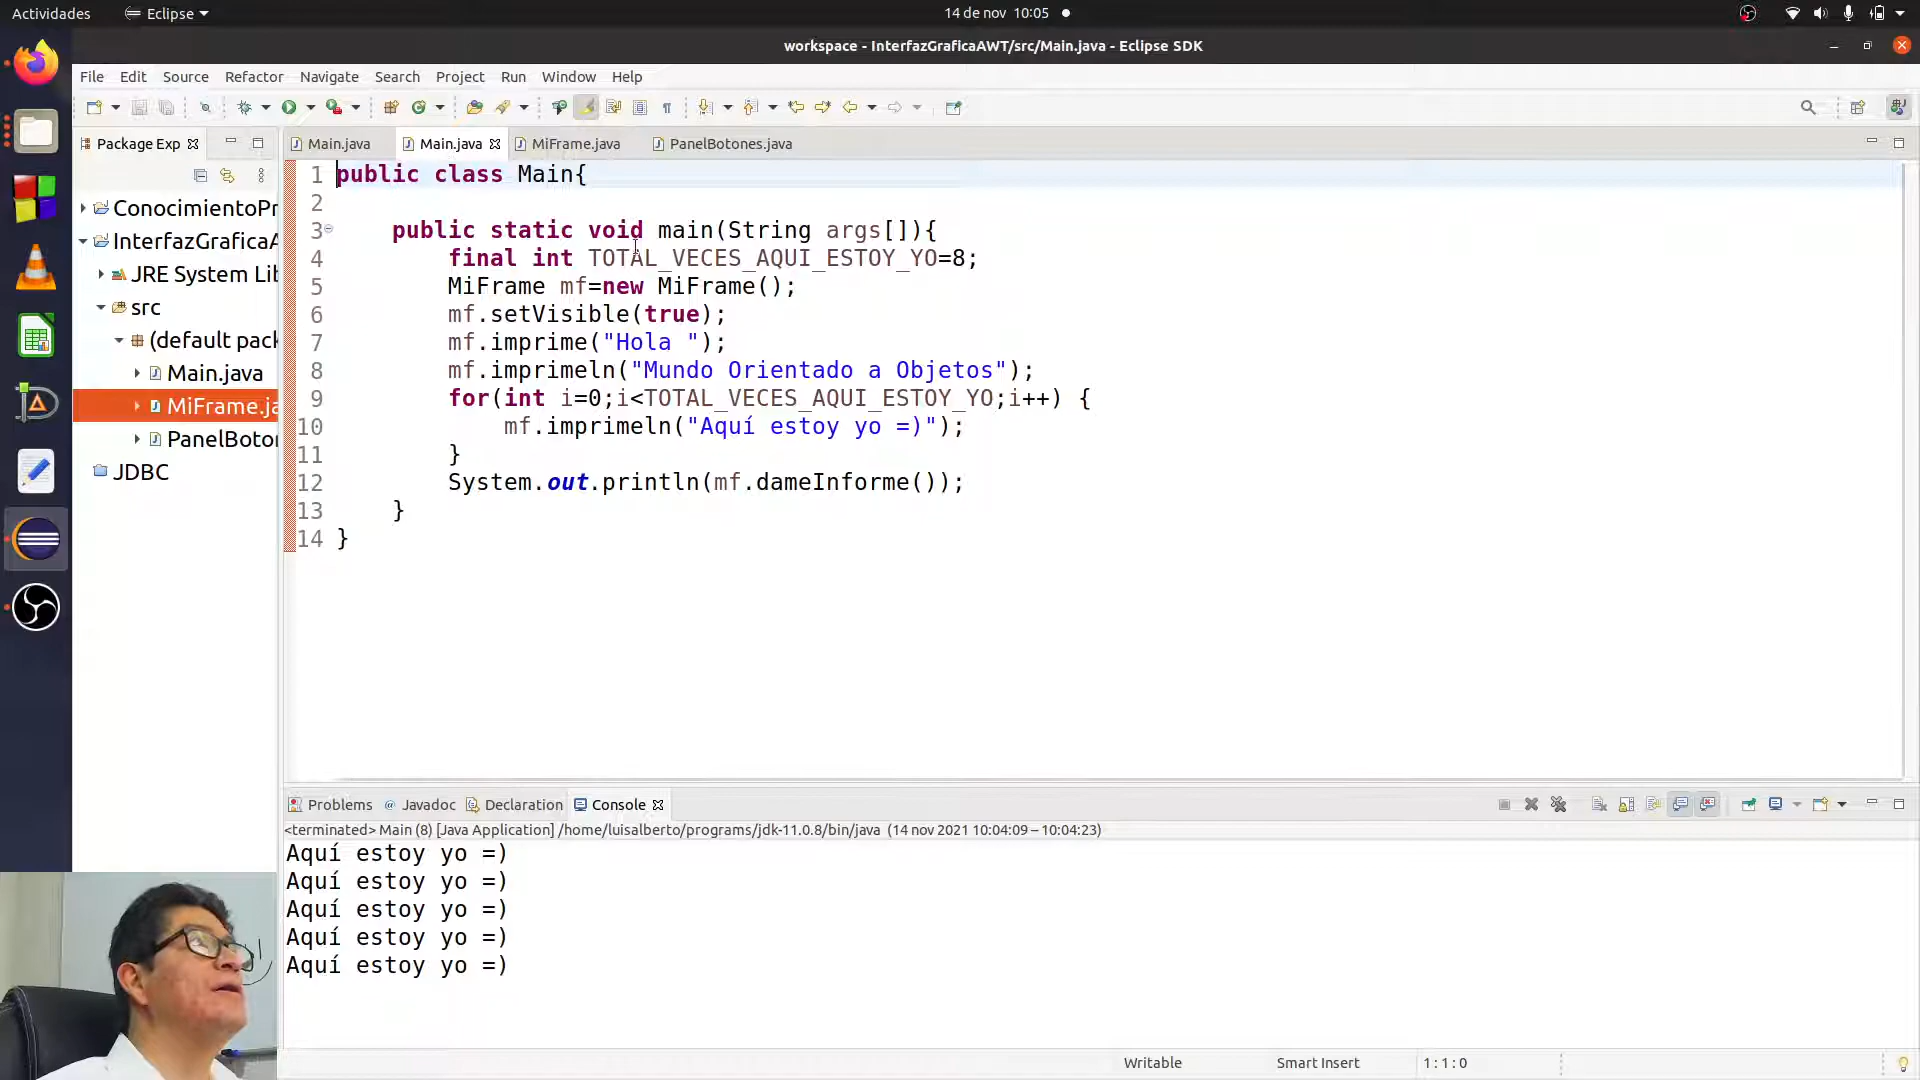 Actividades
Eclipse
14 de nov 10:05
workspace - InterfazGraficaAWT/src/Main.java - Eclipse SDK
File Edit Source Refactor Navigate Search Project Run Window Help
Package Exp
Main.java
Main.java
MiFrame.java
PanelBotones.java
ConocimientoPr
InterfazGraficaA
JRE System Lib
src
(default pack
Main.java
MiFrame.ja
PanelBoton
JDBC
1 public class Main{
2
3 public static void main(String args[]){
4 final int TOTAL_VECES_AQUI_ESTOY_YO=8;
5 MiFrame mf=new MiFrame();
6 mf.setVisible(true);
7 mf.imprime("Hola ");
8 mf.imprimeln("Mundo Orientado a Objetos");
9 for(int i=0;i<TOTAL_VECES_AQUI_ESTOY_YO;i++) {
10 mf.imprimeln("Aquí estoy yo =)");
11 }
12 System.out.println(mf.dameInforme());
13 }
14 }
Problems
Javadoc
Declaration
Console
<terminated> Main (8) [Java Application] /home/luisalberto/programs/jdk-11.0.8/bin/java (14 nov 2021 10:04:09 – 10:04:23)
Aquí estoy yo =)
Aquí estoy yo =)
Aquí estoy yo =)
Aquí estoy yo =)
Aquí estoy yo =)
Writable
Smart Insert
1 : 1 : 0